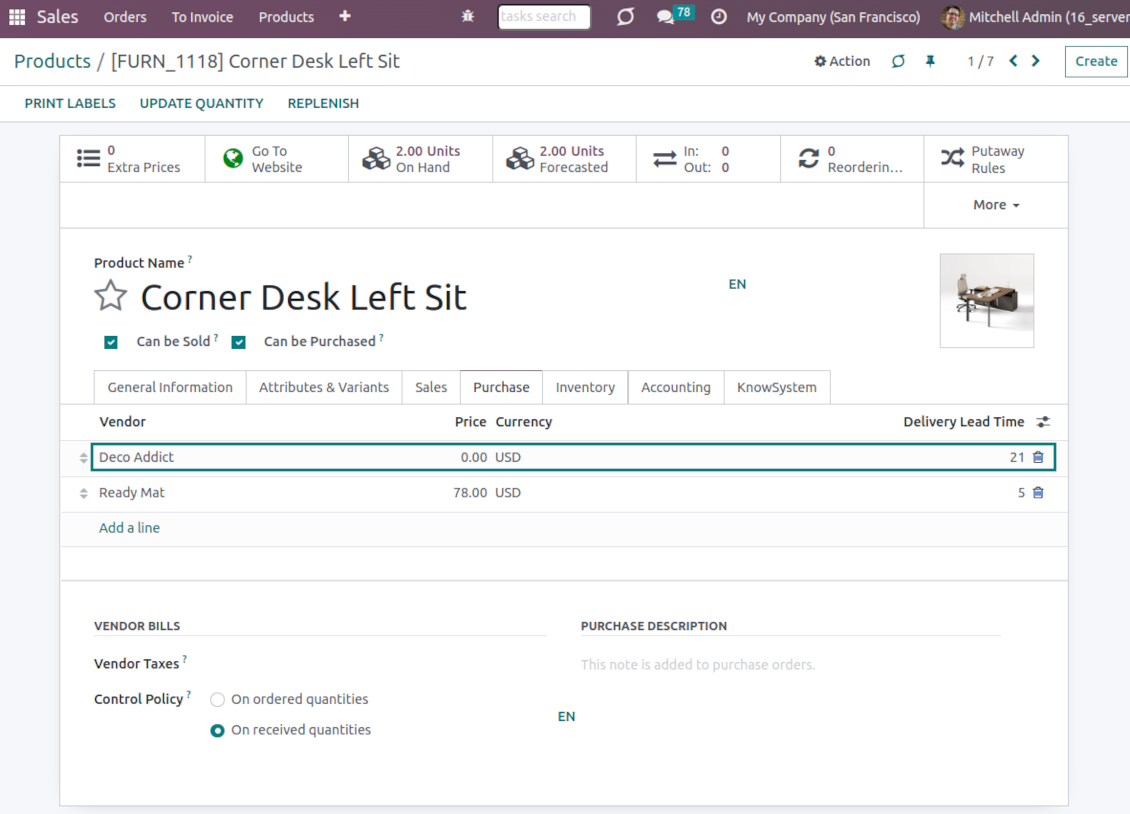 Sales Orders To Invoice Products + tasks search 78 My Company (San Francisco) Mitchell Admin (16_server
Products / [FURN_1118] Corner Desk Left Sit Action 1 / 7 Create
PRINT LABELS UPDATE QUANTITY REPLENISH
0 Extra Prices
Go To Website
2.00 Units On Hand
2.00 Units Forecasted
In: 0
Out: 0
0 Reorderin...
Putaway Rules
More
Product Name ?
Corner Desk Left Sit EN
Can be Sold ? Can be Purchased ?
General Information Attributes & Variants Sales Purchase Inventory Accounting KnowSystem
Vendor Price Currency Delivery Lead Time
Deco Addict 0.00 USD 21
Ready Mat 78.00 USD 5
Add a line
VENDOR BILLS PURCHASE DESCRIPTION
Vendor Taxes ? This note is added to purchase orders.
Control Policy ? On ordered quantities
EN
On received quantities